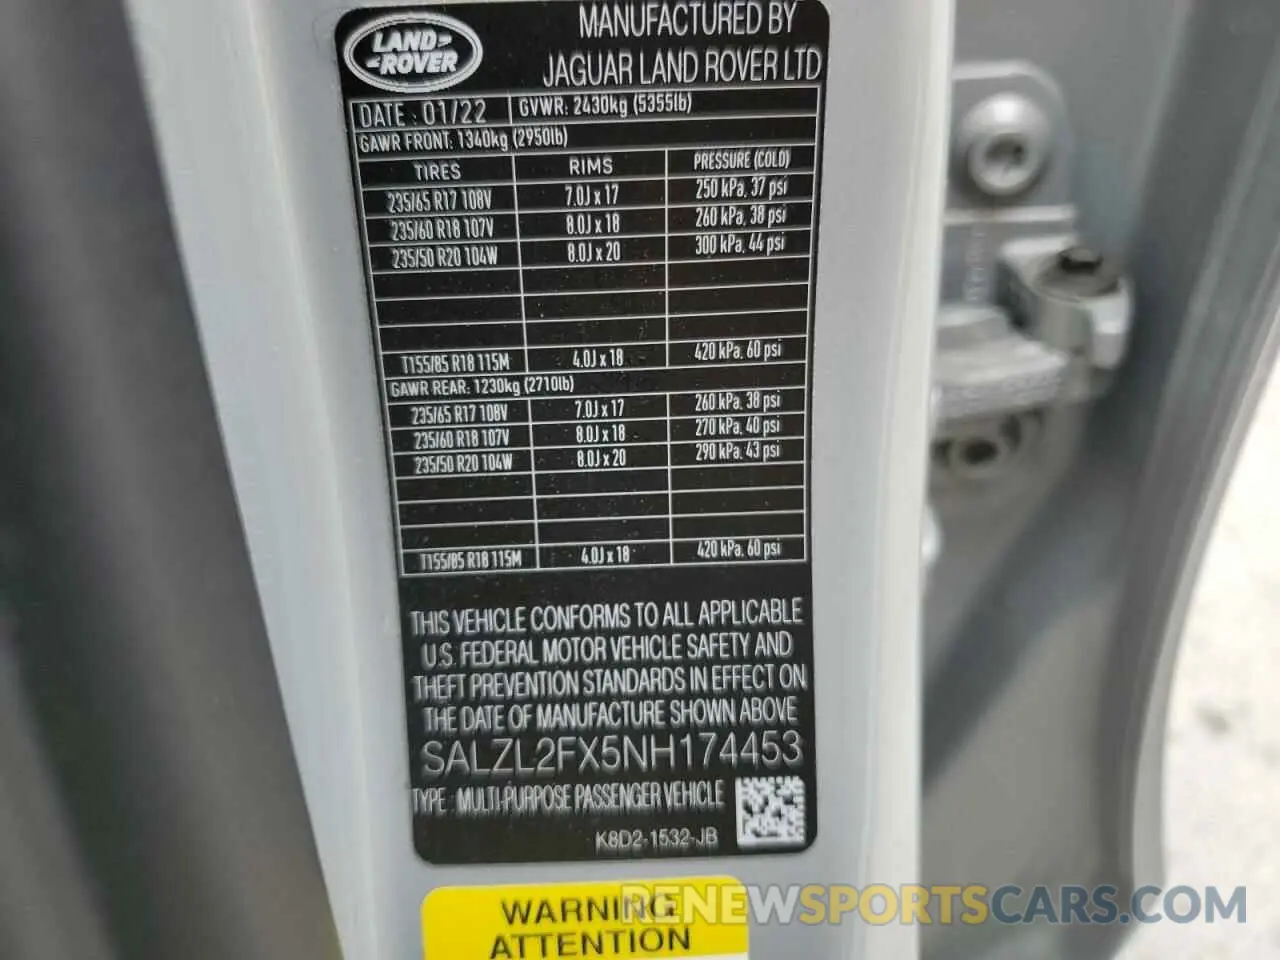 LAND-
-ROVER
MANUFACTURED BY
JAGUAR LAND ROVER LTD
DATE : 01/22 GVWR: 2430kg (5355lb)
GAWR FRONT: 1340kg (2950lb)
TIRES RIMS PRESSURE (COLD)
235/65 R17 108V 7.0J x 17 250 kPa, 37 psi
235/60 R18 107V 8.0J x 18 260 kPa, 38 psi
235/50 R20 104W 8.0J x 20 300 kPa, 44 psi
T155/85 R18 115M 4.0J x 18 420 kPa, 60 psi
GAWR REAR: 1230kg (2710lb)
235/65 R17 108V 7.0J x 17 260 kPa, 38 psi
235/60 R18 107V 8.0J x 18 270 kPa, 40 psi
235/50 R20 104W 8.0J x 20 290 kPa, 43 psi
T155/85 R18 115M 4.0J x 18 420 kPa, 60 psi
THIS VEHICLE CONFORMS TO ALL APPLICABLE
U.S. FEDERAL MOTOR VEHICLE SAFETY AND
THEFT PREVENTION STANDARDS IN EFFECT ON
THE DATE OF MANUFACTURE SHOWN ABOVE
SALZL2FX5NH174453
TYPE : MULTI-PURPOSE PASSENGER VEHICLE
K8D2-1532-JB
WARNING
ATTENTION
RENEWSPORTSCARS.COM